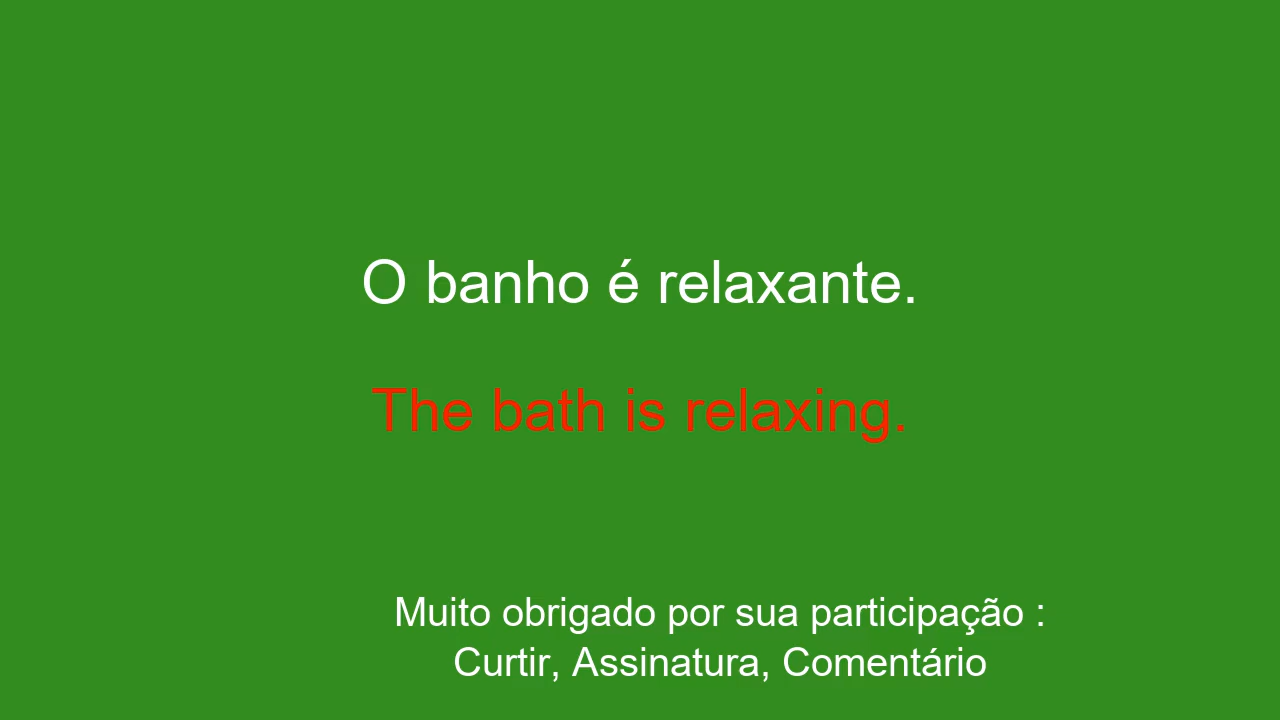 O banho é relaxante.
The bath is relaxing.
Muito obrigado por sua participação :
Curtir, Assinatura, Comentário